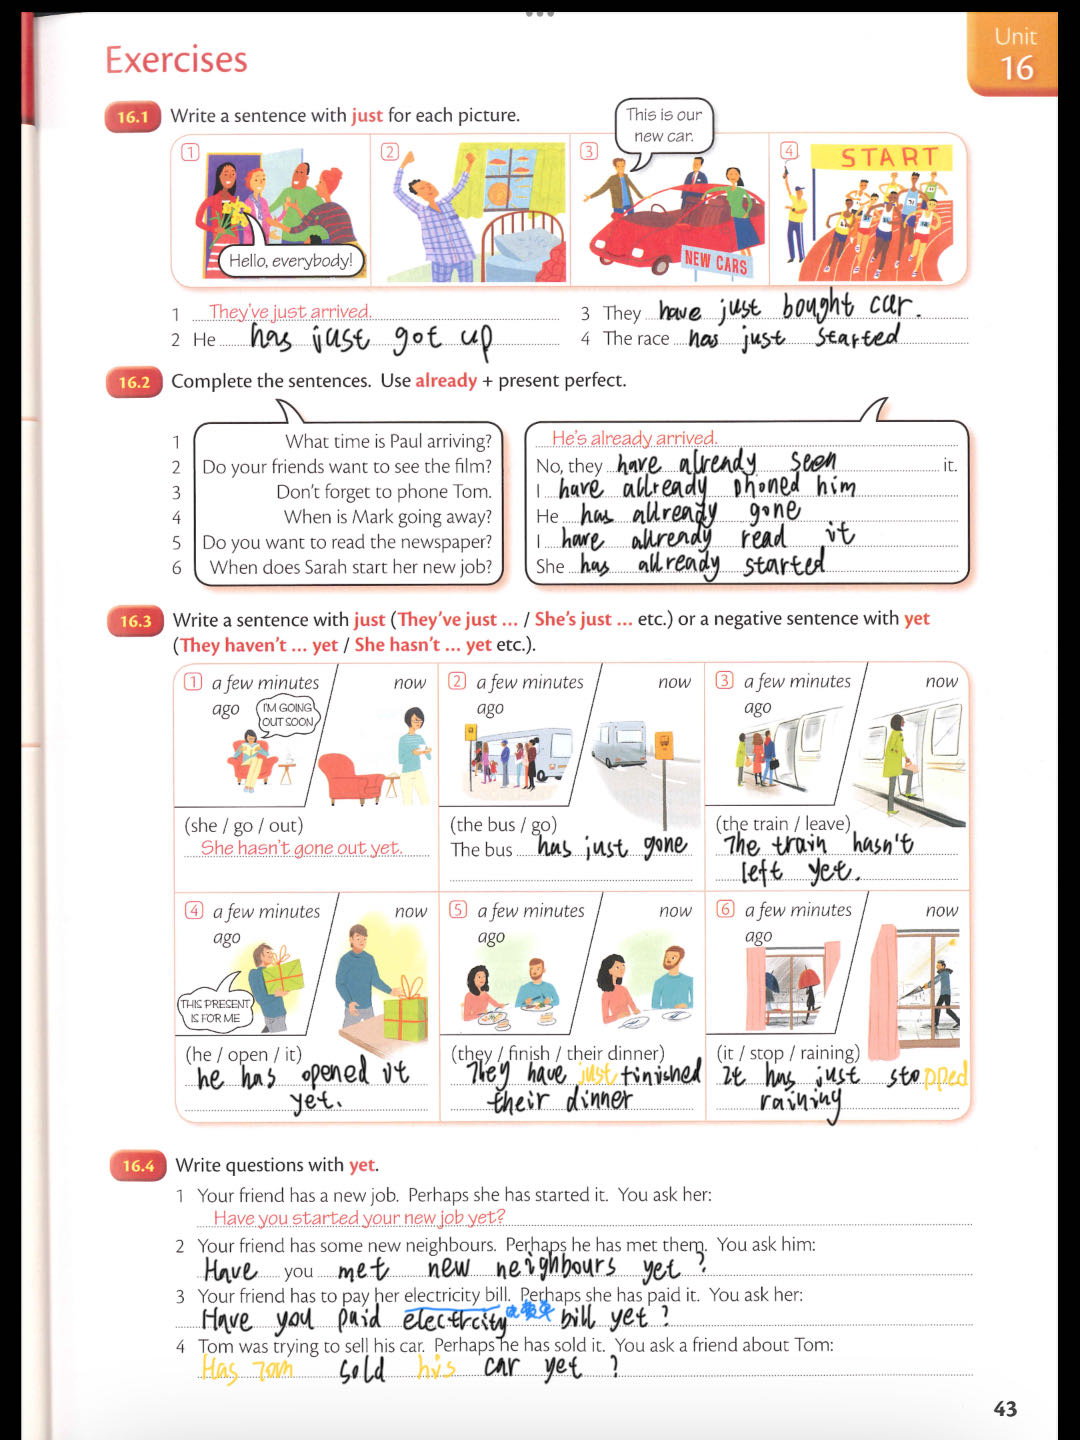 Exercises
Unit
16
16.1 Write a sentence with just for each picture.
This is our
new car.
1
2
3
4
START
Hello, everybody!
NEW CARS
1 They've just arrived.
2 He has just got up
3 They have just bought car.
4 The race has just started
16.2 Complete the sentences. Use already + present perfect.
1 What time is Paul arriving?
He's already arrived.
2 Do your friends want to see the film?
No, they have already seen it.
3 Don't forget to phone Tom.
I have allready phoned him
4 When is Mark going away?
He has allready gone
5 Do you want to read the newspaper?
I have allready read it
6 When does Sarah start her new job?
She has allready started
16.3 Write a sentence with just (They've just ... / She's just ... etc.) or a negative sentence with yet
(They haven't ... yet / She hasn't ... yet etc.).
1 a few minutes
ago
now
I'M GOING
OUT SOON
(she / go / out)
She hasn't gone out yet.
2 a few minutes
ago
now
(the bus / go)
The bus has just gone
3 a few minutes
ago
now
(the train / leave)
The train hasn't
left yet.
4 a few minutes
ago
now
THIS PRESENT
IS FOR ME
(he / open / it)
he has opened it
yet.
5 a few minutes
ago
now
(they / finish / their dinner)
They have just finished
their dinner
6 a few minutes
ago
now
(it / stop / raining)
It has just stopped
raining
16.4 Write questions with yet.
1 Your friend has a new job. Perhaps she has started it. You ask her:
Have you started your new job yet?
2 Your friend has some new neighbours. Perhaps he has met them. You ask him:
Have you met new neighbours yet ?
3 Your friend has to pay her electricity bill. Perhaps she has paid it. You ask her:
Have you paid electrcity bill yet ?
4 Tom was trying to sell his car. Perhaps he has sold it. You ask a friend about Tom:
Has Tom sold his car yet ?
43